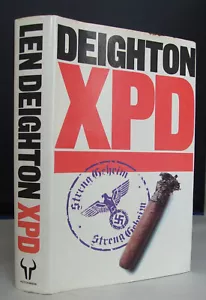 DEIGHTON
XPD
Streng Geheim
Streng Geheim
LEN DEIGHTON XPD